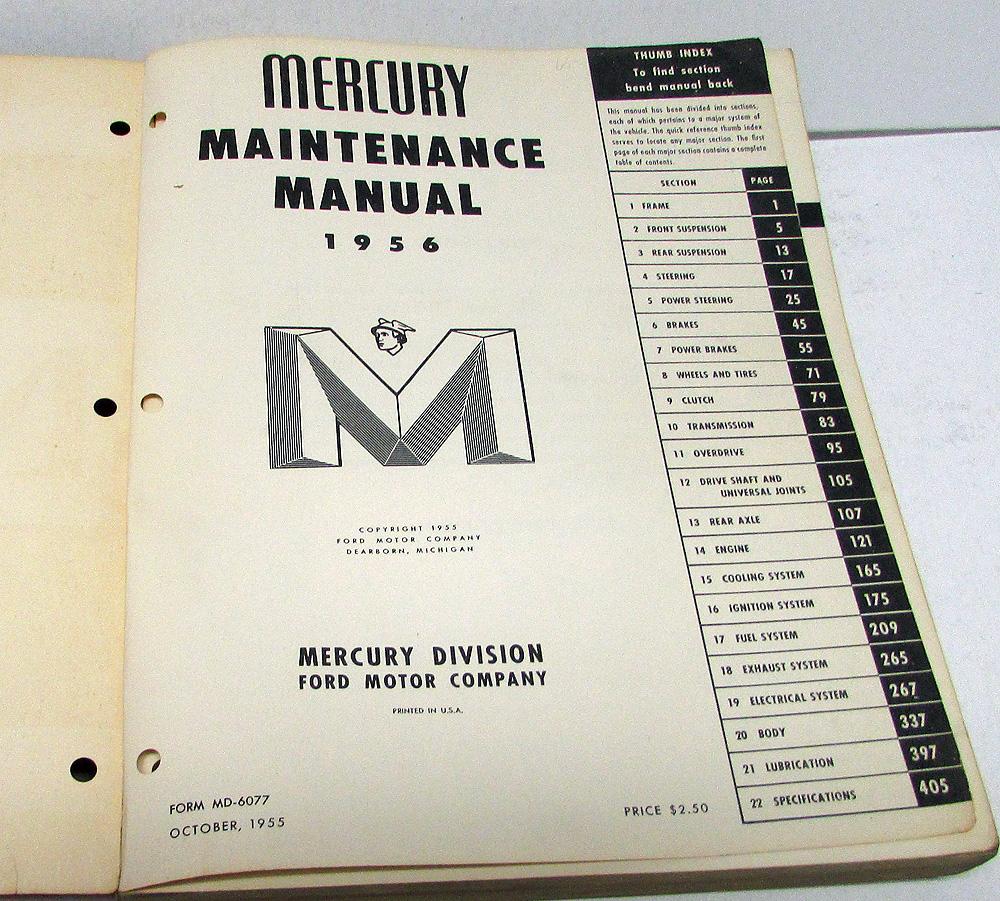 MERCURY
MAINTENANCE
MANUAL
1956
COPYRIGHT 1955
FORD MOTOR COMPANY
DEARBORN, MICHIGAN
MERCURY DIVISION
FORD MOTOR COMPANY
PRINTED IN U.S.A.
FORM MD-6077
OCTOBER, 1955
PRICE $2.50
THUMB INDEX
To find section
bend manual back
This manual has been divided into sections,
each of which pertains to a major system of
the vehicle. The quick reference thumb index
serves to locate any major section. The first
page of each major section contains a complete
table of contents.
SECTION PAGE
1 FRAME 1
2 FRONT SUSPENSION 5
3 REAR SUSPENSION 13
4 STEERING 17
5 POWER STEERING 25
6 BRAKES 45
7 POWER BRAKES 55
8 WHEELS AND TIRES 71
9 CLUTCH 79
10 TRANSMISSION 83
11 OVERDRIVE 95
12 DRIVE SHAFT AND
UNIVERSAL JOINTS 105
13 REAR AXLE 107
14 ENGINE 121
15 COOLING SYSTEM 165
16 IGNITION SYSTEM 175
17 FUEL SYSTEM 209
18 EXHAUST SYSTEM 265
19 ELECTRICAL SYSTEM 267
20 BODY 337
21 LUBRICATION 397
22 SPECIFICATIONS 405